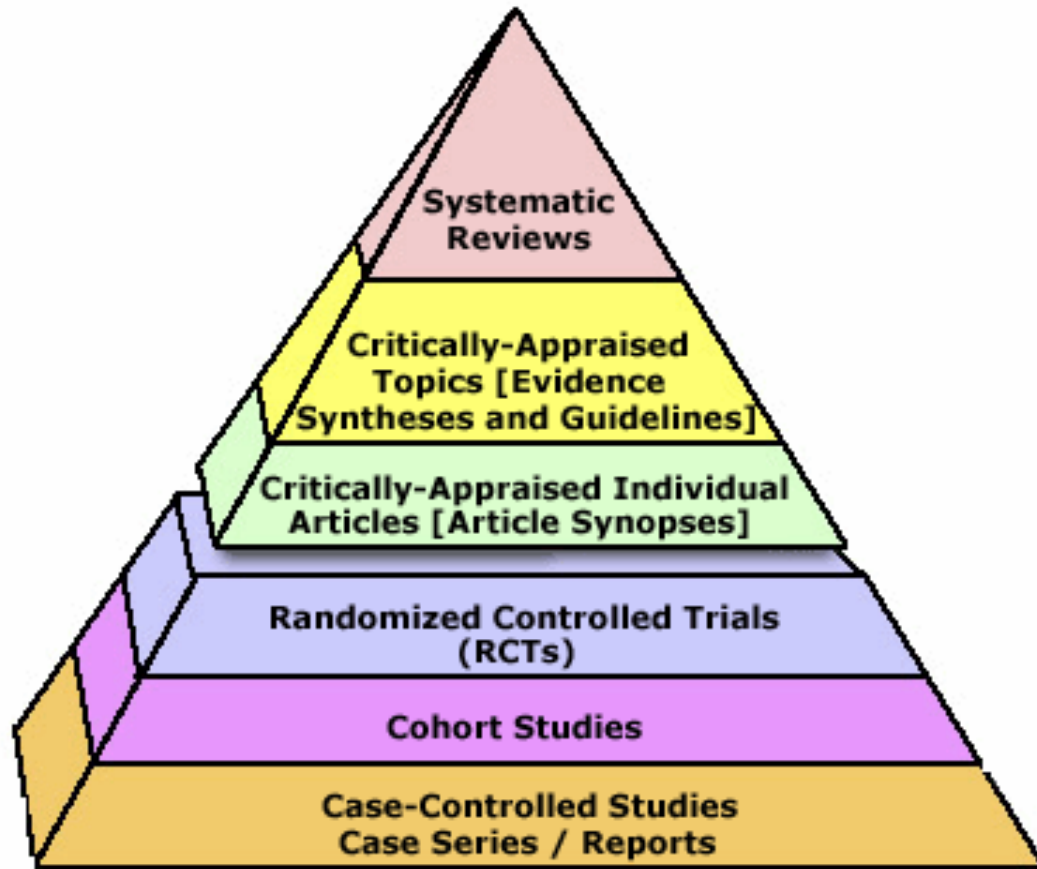 Systematic
Reviews
Critically-Appraised
Topics [Evidence
Syntheses and Guidelines]
Critically-Appraised Individual
Articles [Article Synopses]
Randomized Controlled Trials
(RCTs)
Cohort Studies
Case-Controlled Studies
Case Series / Reports